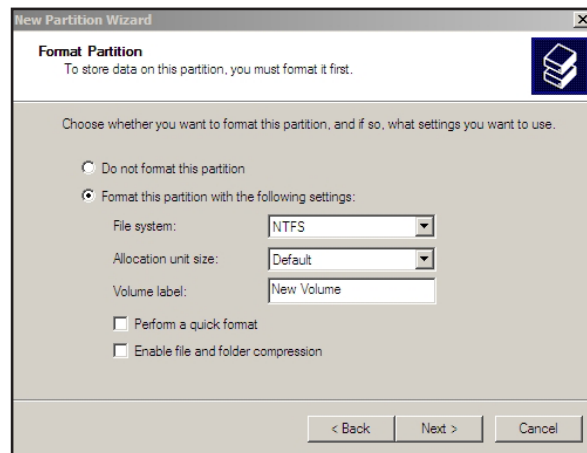 New Partition Wizard
Format Partition
To store data on this partition, you must format it first.
Choose whether you want to format this partition, and if so, what settings you want to use.
Do not format this partition
Format this partition with the following settings:
File system: NTFS
Allocation unit size: Default
Volume label: New Volume
Perform a quick format
Enable file and folder compression
< Back Next > Cancel